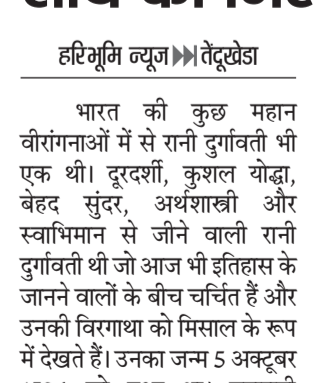 हरिभूमि न्यूज▶▶तेंदूखेडा
भारत की कुछ महान
वीरांगनाओं में से रानी दुर्गावती भी
एक थी। दूरदर्शी, कुशल योद्धा,
बेहद सुंदर, अर्थशास्त्री और
स्वाभिमान से जीने वाली रानी
दुर्गावती थी जो आज भी इतिहास के
जानने वालों के बीच चर्चित हैं और
उनकी विरगाथा को मिसाल के रूप
में देखते हैं। उनका जन्म 5 अक्टूबर